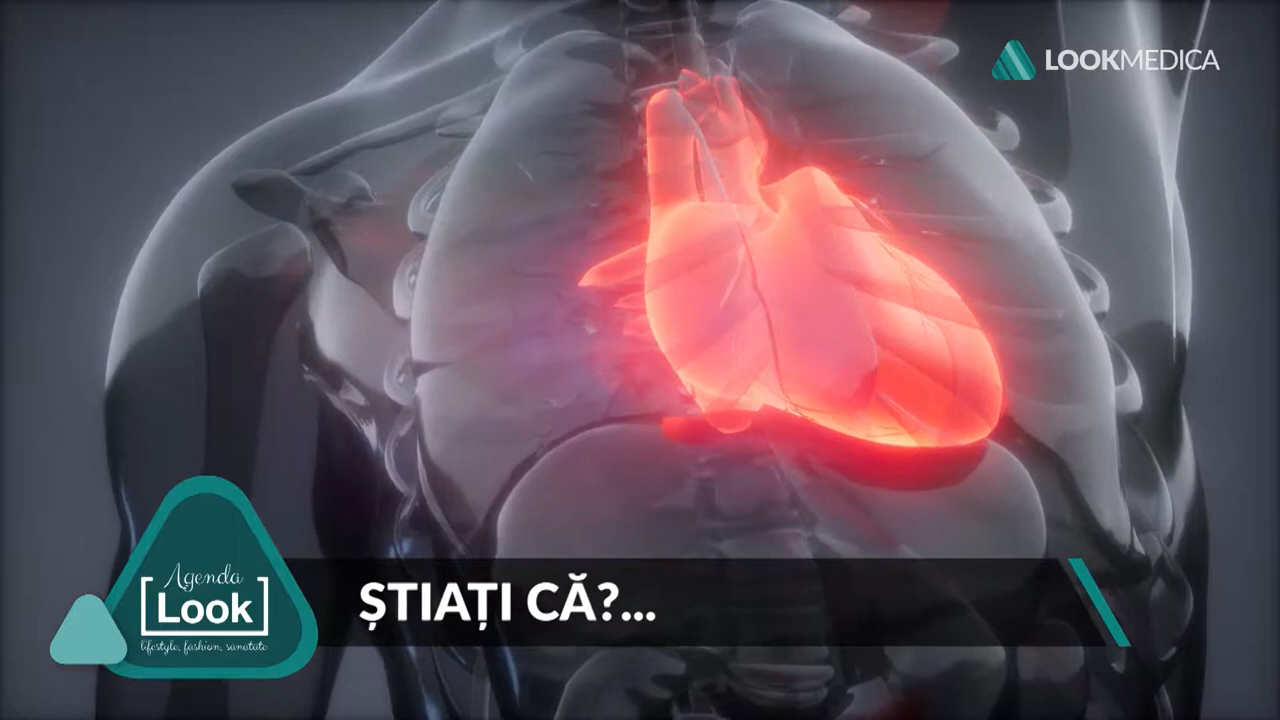 LOOKMEDICA
Agenda
Look
lifestyle, fashion, sanatate
ȘTIAȚI CĂ?...